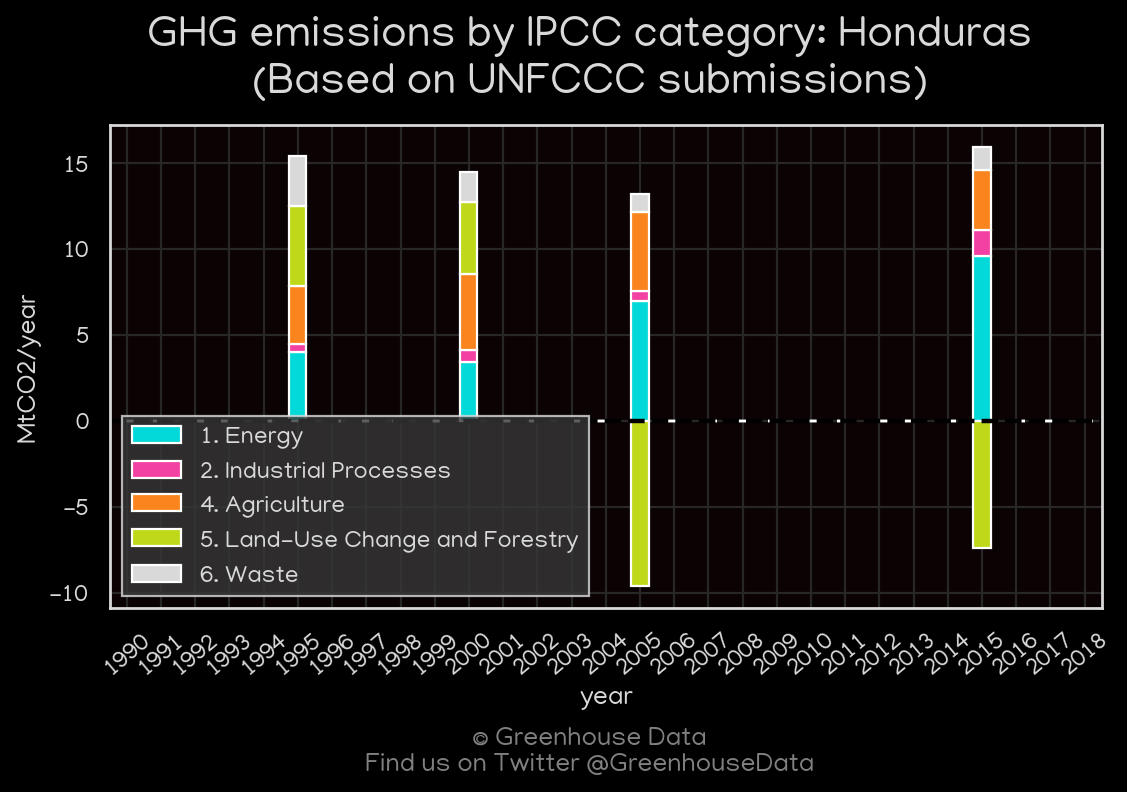 GHG emissions by IPCC category: Honduras
(Based on UNFCCC submissions)
MtCO2/year
15
10
5
0
-5
-10
1. Energy
2. Industrial Processes
4. Agriculture
5. Land-Use Change and Forestry
6. Waste
1990 1991 1992 1993 1994 1995 1996 1997 1998 1999 2000 2001 2002 2003 2004 2005 2006 2007 2008 2009 2010 2011 2012 2013 2014 2015 2016 2017 2018
year
© Greenhouse Data
Find us on Twitter @GreenhouseData